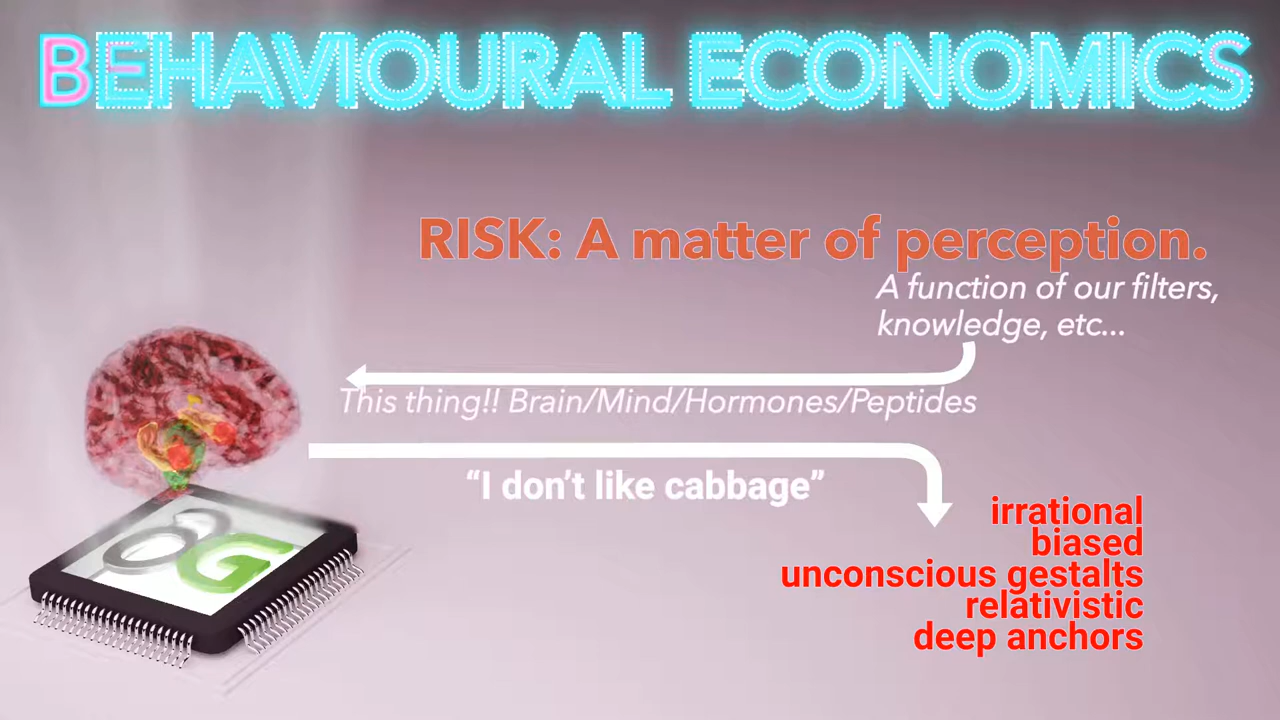 BEHAVIOURAL ECONOMICS
RISK: A matter of perception.
A function of our filters,
knowledge, etc...
This thing!! Brain/Mind/Hormones/Peptides
“I don’t like cabbage”
irrational
biased
unconscious gestalts
relativistic
deep anchors